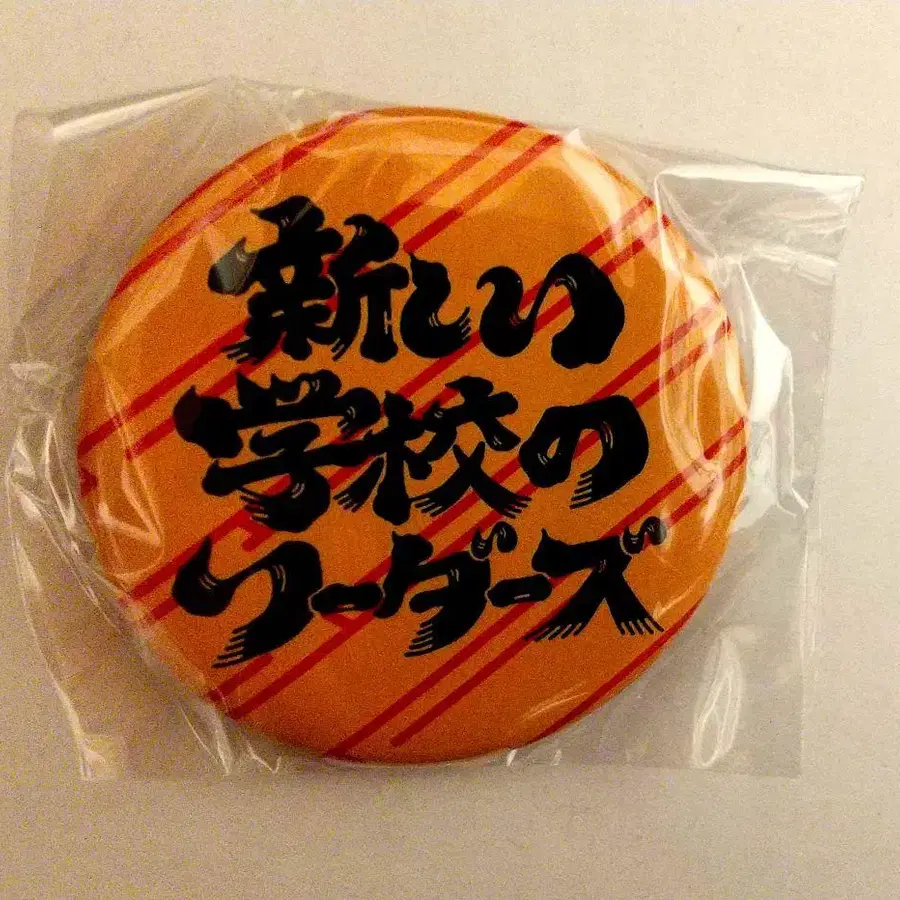 新しい
学校の
リーダーズ